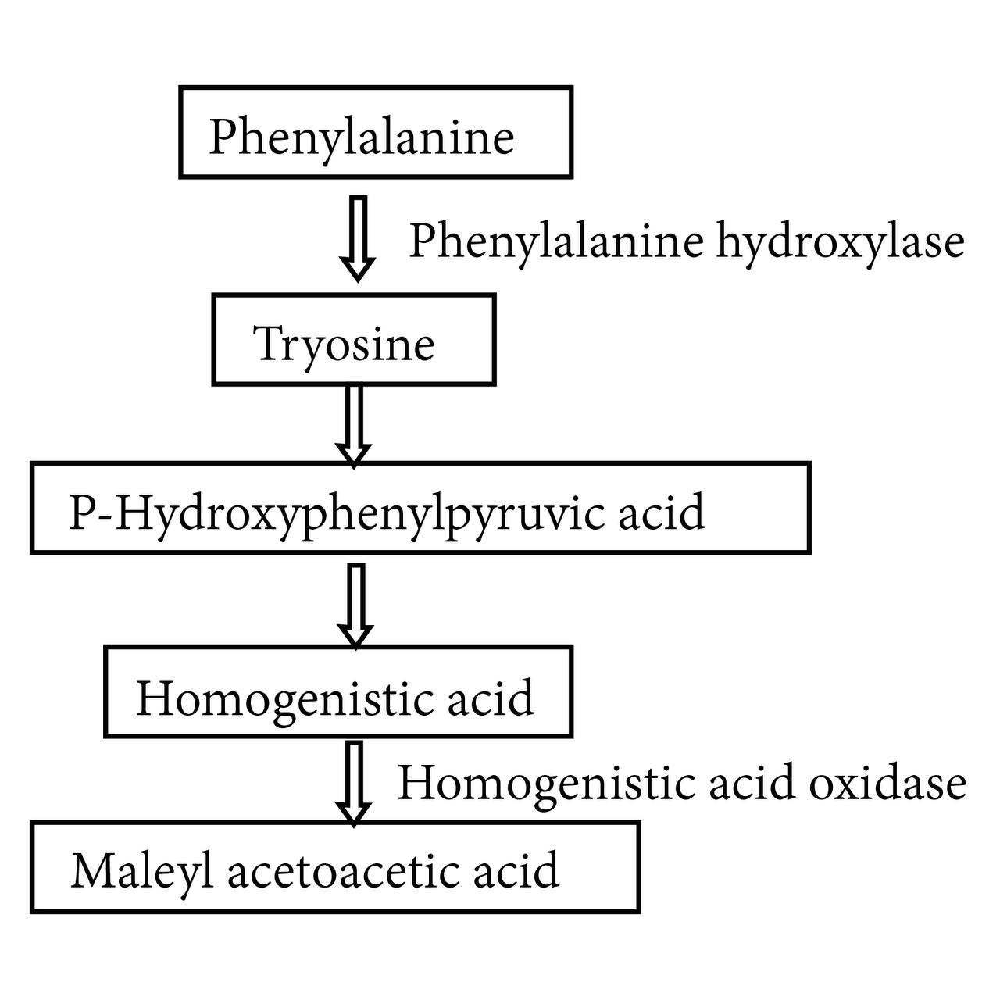 Phenylalanine
Phenylalanine hydroxylase
Tryosine
P-Hydroxyphenylpyruvic acid
Homogenistic acid
Homogenistic acid oxidase
Maleyl acetoacetic acid